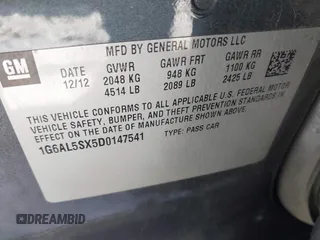 GM
MFD BY GENERAL MOTORS LLC
DATE GVWR GAWR FRT GAWR RR
12/12 2048 KG 948 KG 1100 KG
4514 LB 2089 LB 2425 LB
THIS VEHICLE CONFORMS TO ALL APPLICABLE U.S. FEDERAL MOTOR
VEHICLE SAFETY, BUMPER, AND THEFT PREVENTION STANDARDS IN
EFFECT ON THE DATE OF MANUFACTURE SHOWN ABOVE.
1G6AL5SX5D0147541 TYPE: PASS CAR